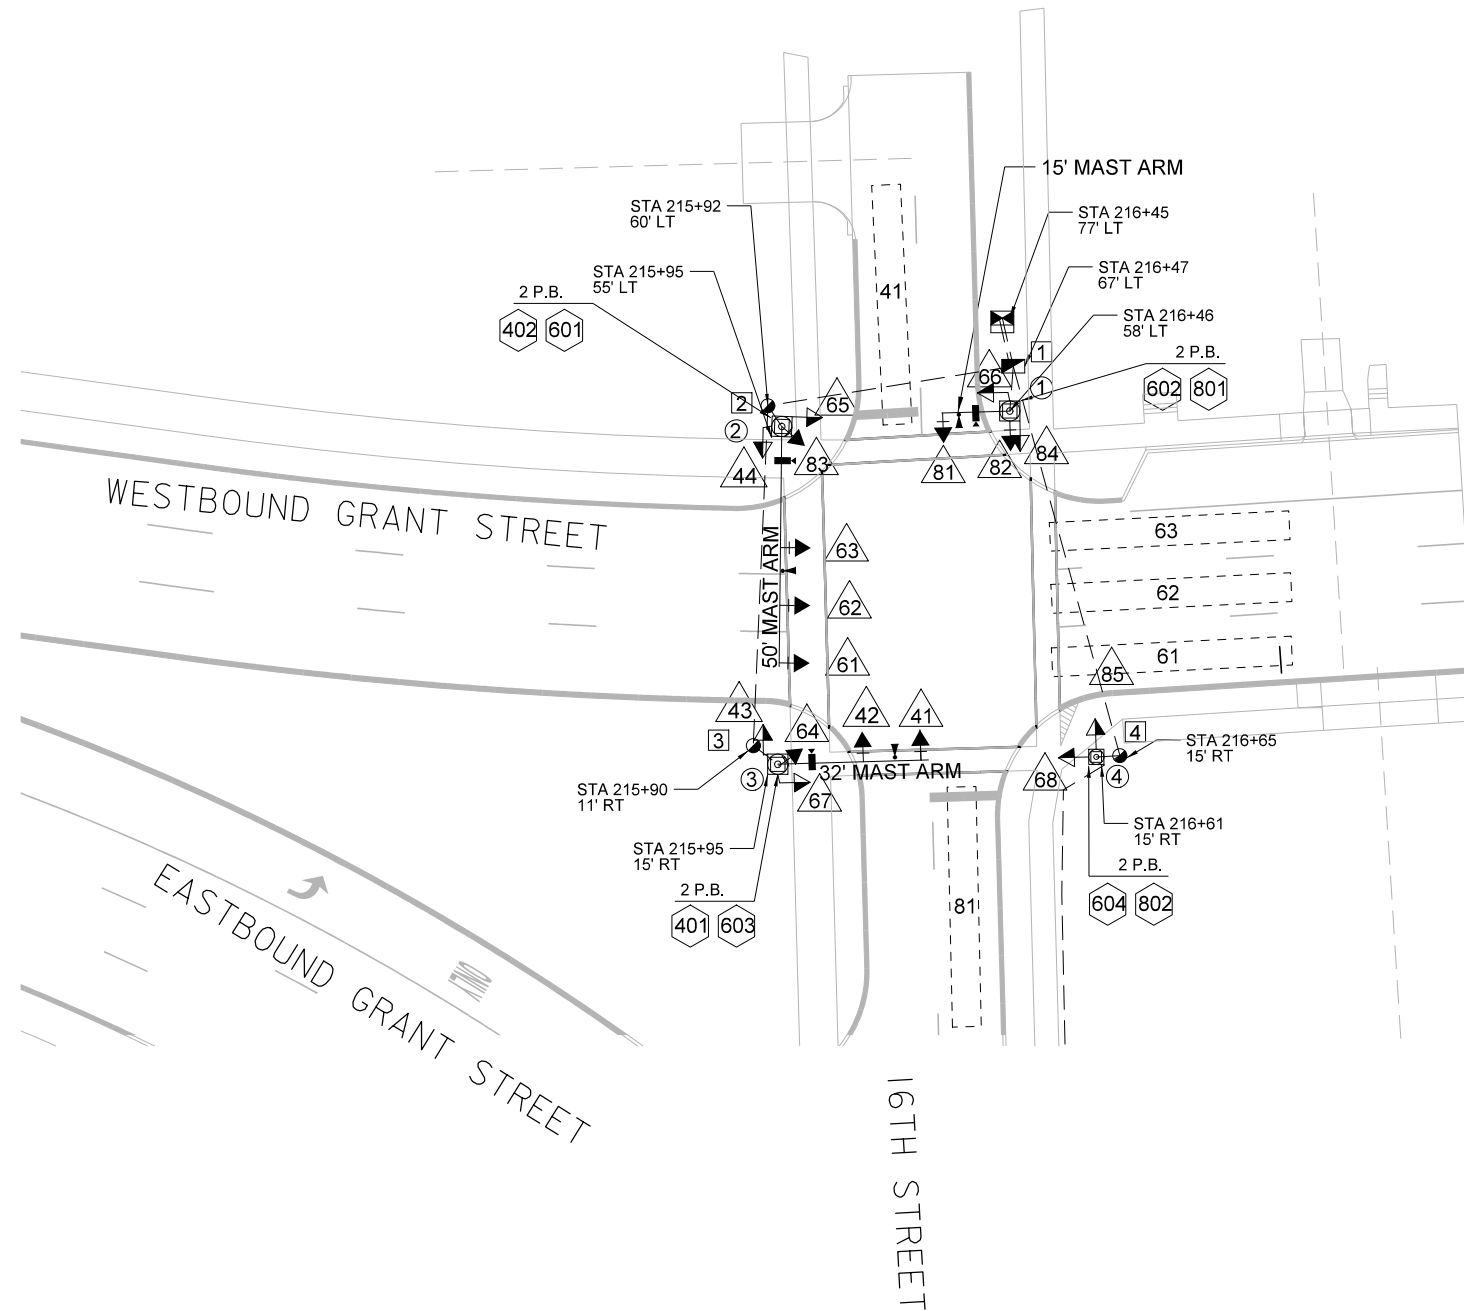 15' MAST ARM
STA 215+92
60' LT
STA 216+45
77' LT
STA 215+95
55' LT
STA 216+47
67' LT
2 P.B.
402 601
41
STA 216+46
58' LT
2 P.B.
602 801
1
66
1
2
65
2
44
83
81
82
84
WESTBOUND GRANT STREET
50' MAST ARM
63
62
61
63
62
61
85
43
64
42
41
3
4
STA 216+65
15' RT
3
32' MAST ARM
67
68
4
STA 215+90
11' RT
STA 215+95
15' RT
STA 216+61
15' RT
2 P.B.
401 603
2 P.B.
604 802
81
ONLY
EASTBOUND GRANT STREET
16TH STREET